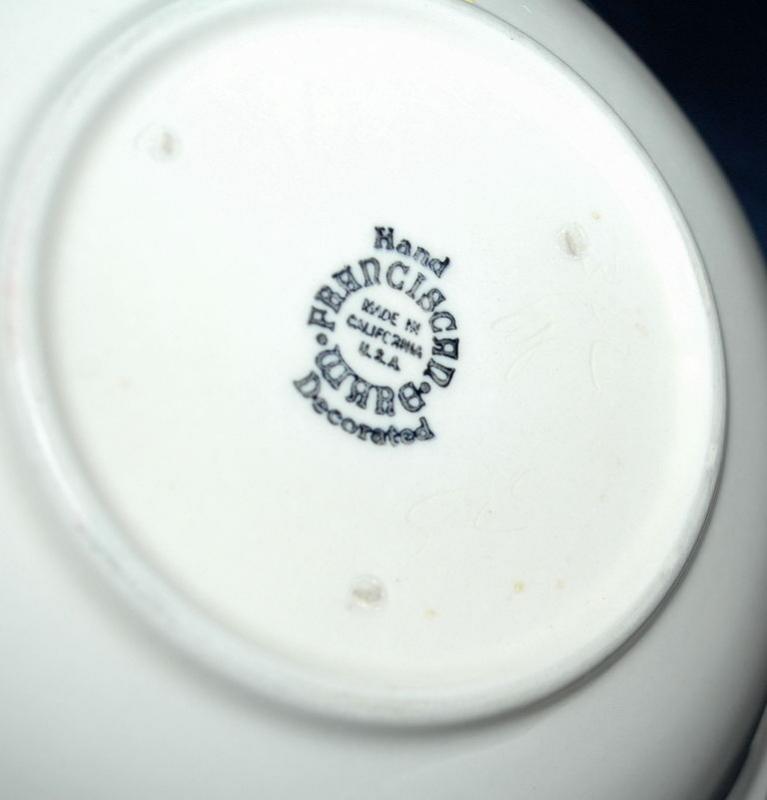 Hand
FRANCISCAN
MADE IN
CALIFORNIA
U.S.A.
• WARE •
Decorated